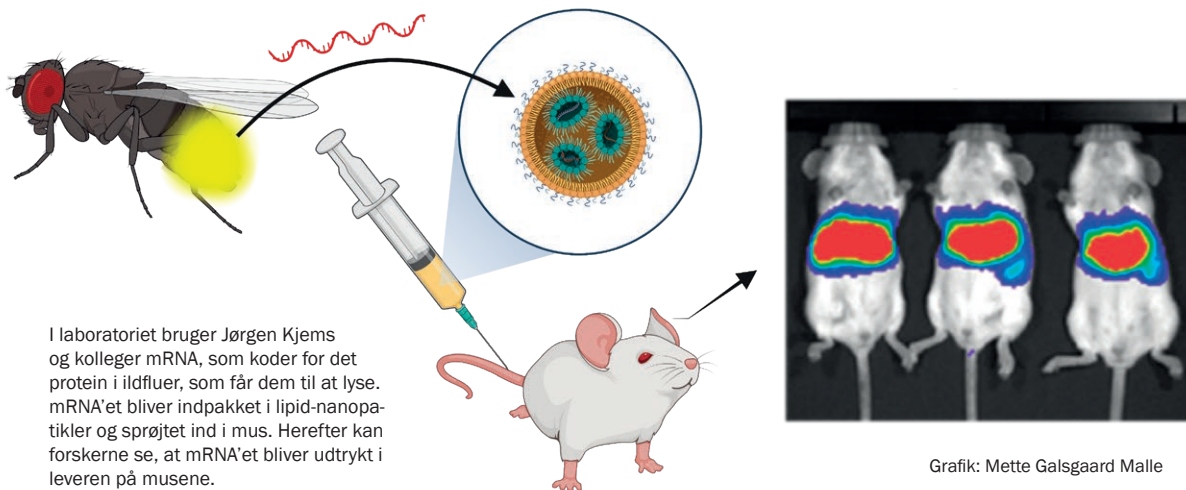 I laboratoriet bruger Jørgen Kjems
og kolleger mRNA, som koder for det
protein i ildfluer, som får dem til at lyse.
mRNA’et bliver indpakket i lipid-nanopa-
tikler og sprøjtet ind i mus. Herefter kan
forskerne se, at mRNA’et bliver udtrykt i
leveren på musene.
Grafik: Mette Galsgaard Malle